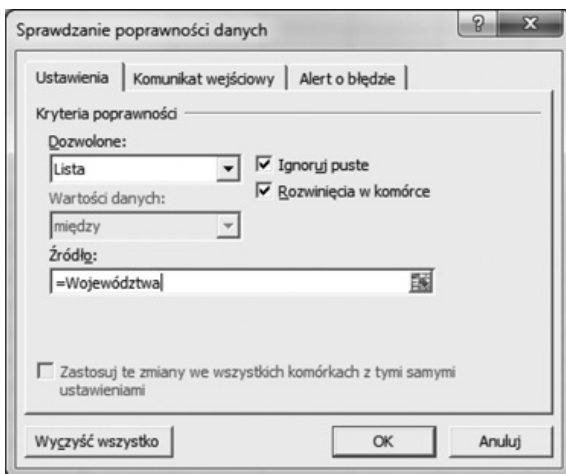 Sprawdzanie poprawności danych
Ustawienia
Komunikat wejściowy
Alert o błędzie
Kryteria poprawności
Dozwolone:
Lista
Ignoruj puste
Rozwinięcia w komórce
Wartości danych:
między
Źródło:
=Województwa
Zastosuj te zmiany we wszystkich komórkach z tymi samymi
ustawieniami
Wyczyść wszystko
OK
Anuluj